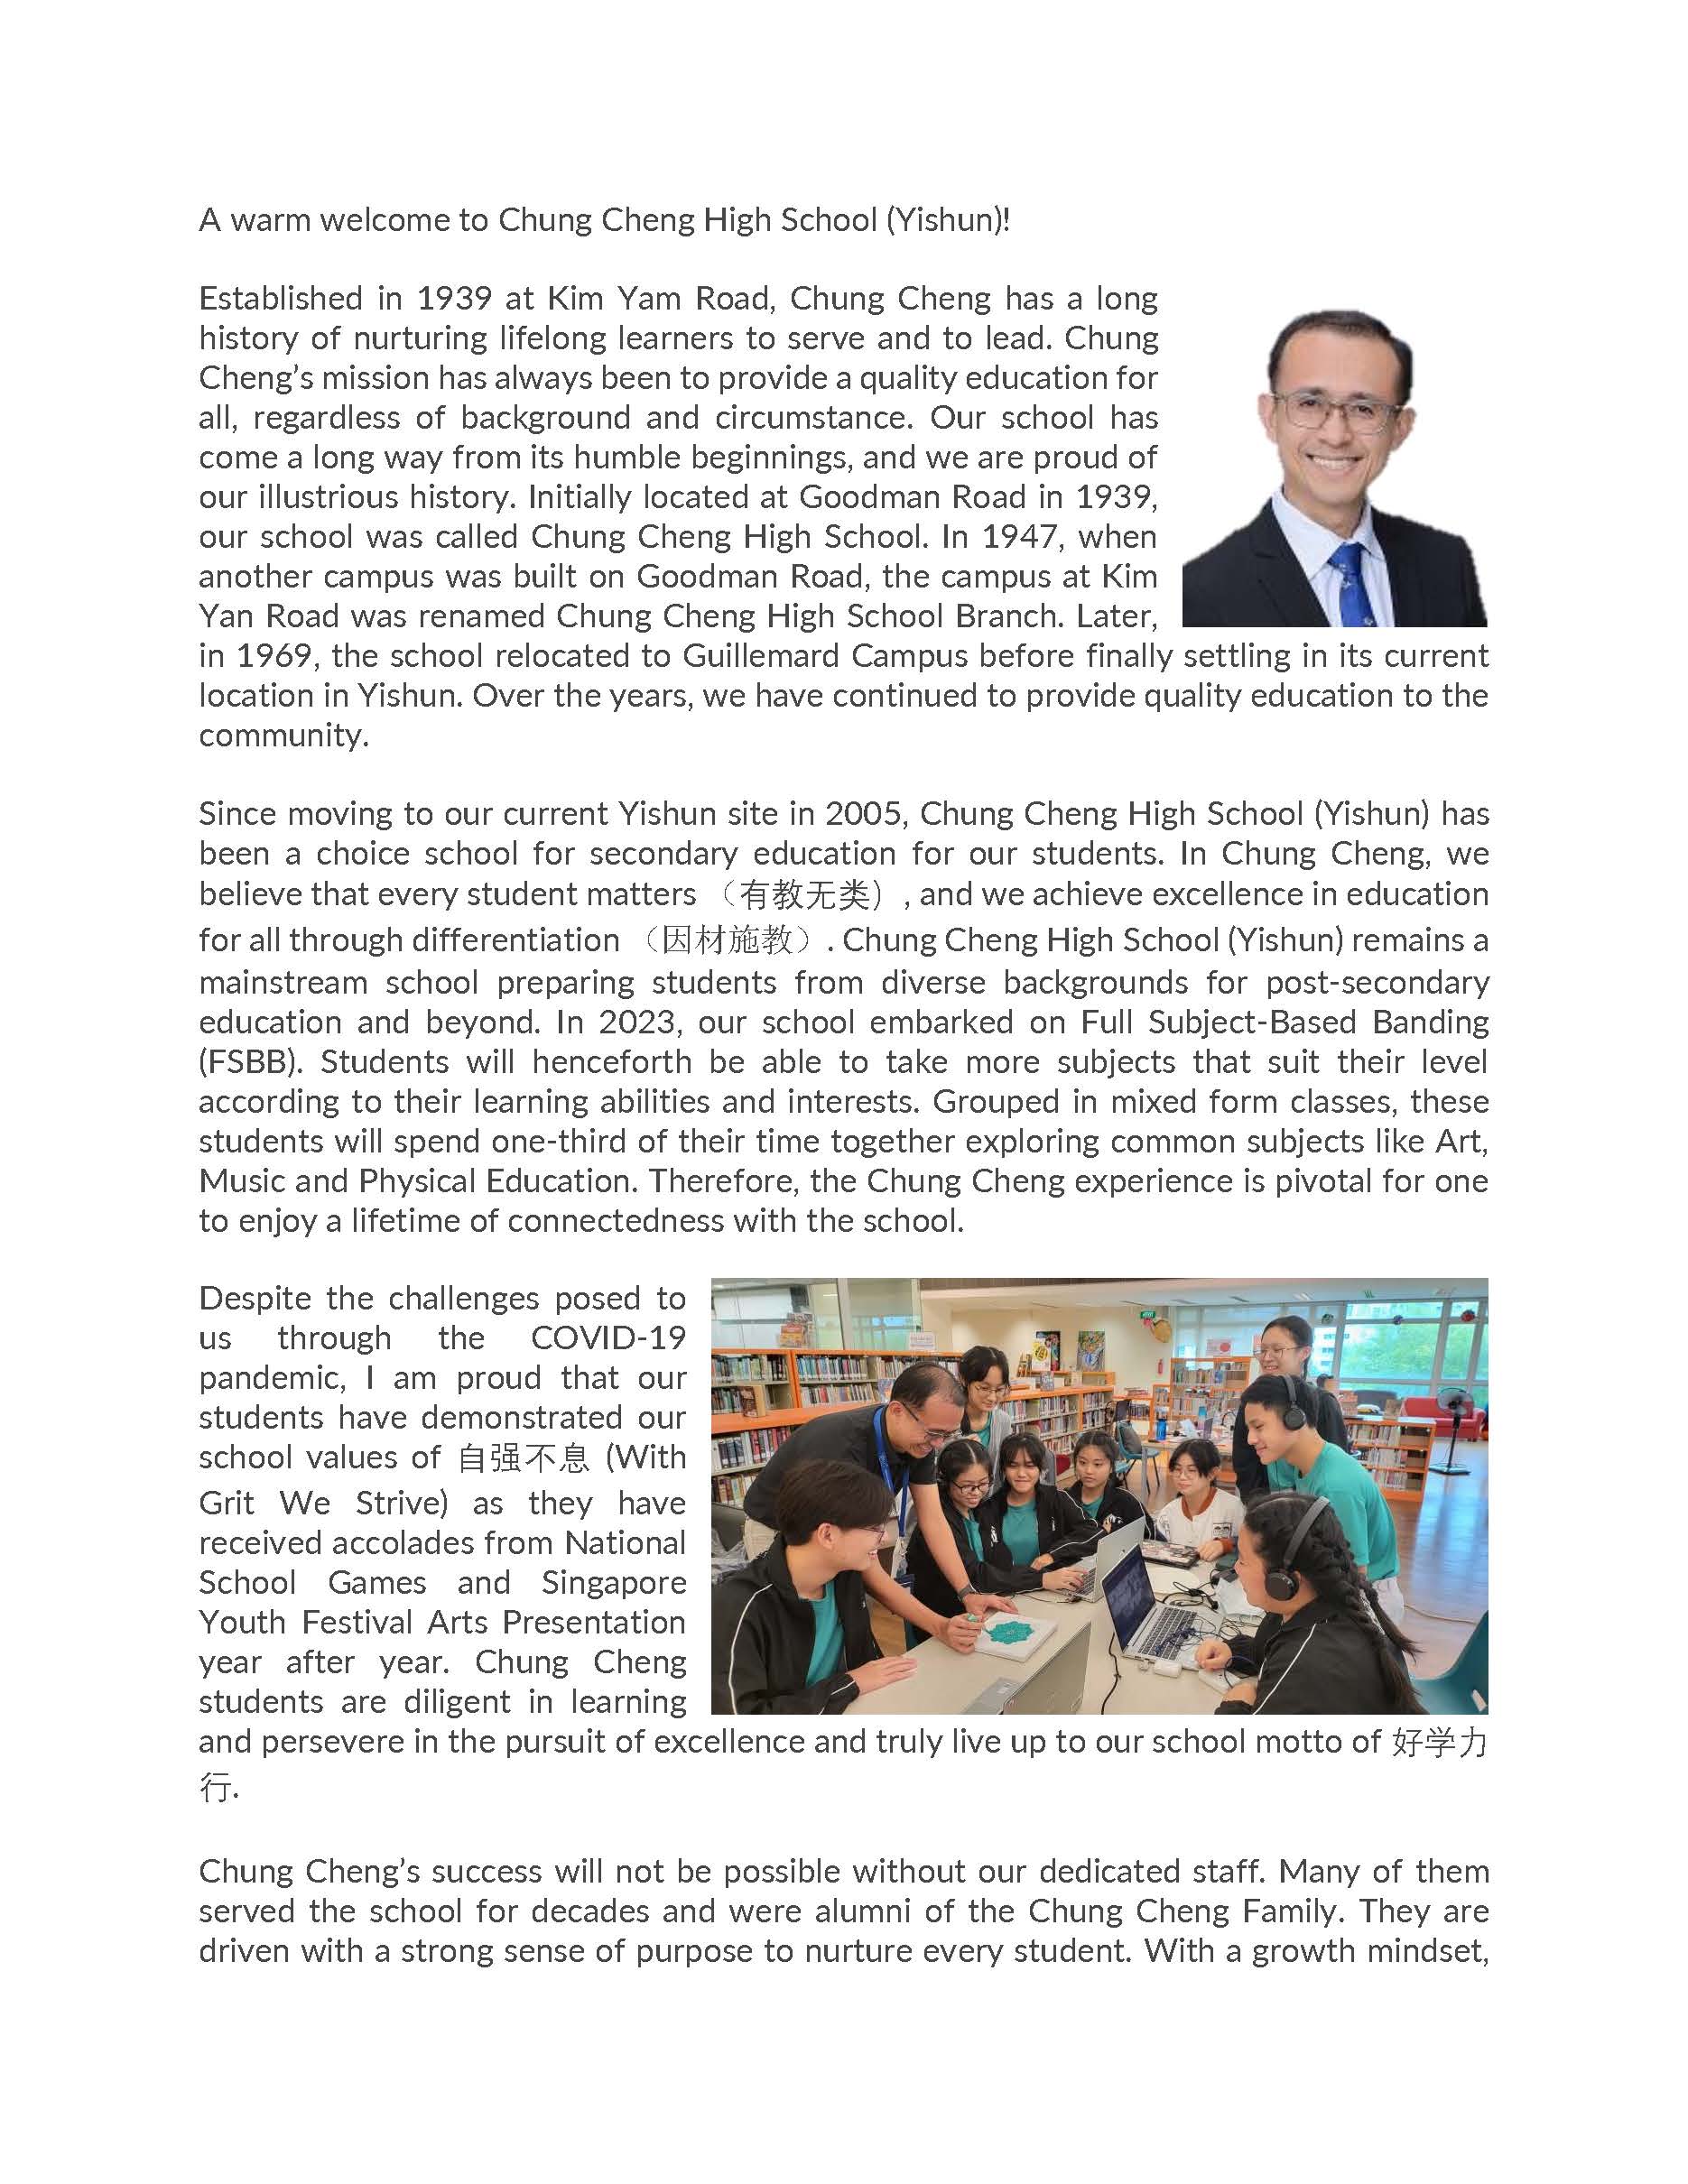 A warm welcome to Chung Cheng High School (Yishun)!
Established in 1939 at Kim Yam Road, Chung Cheng has a long
history of nurturing lifelong learners to serve and to lead. Chung
Cheng’s mission has always been to provide a quality education for
all, regardless of background and circumstance. Our school has
come a long way from its humble beginnings, and we are proud of
our illustrious history. Initially located at Goodman Road in 1939,
our school was called Chung Cheng High School. In 1947, when
another campus was built on Goodman Road, the campus at Kim
Yan Road was renamed Chung Cheng High School Branch. Later,
in 1969, the school relocated to Guillemard Campus before finally settling in its current
location in Yishun. Over the years, we have continued to provide quality education to the
community.
Since moving to our current Yishun site in 2005, Chung Cheng High School (Yishun) has
been a choice school for secondary education for our students. In Chung Cheng, we
believe that every student matters （有教无类）, and we achieve excellence in education
for all through differentiation （因材施教）. Chung Cheng High School (Yishun) remains a
mainstream school preparing students from diverse backgrounds for post-secondary
education and beyond. In 2023, our school embarked on Full Subject-Based Banding
(FSBB). Students will henceforth be able to take more subjects that suit their level
according to their learning abilities and interests. Grouped in mixed form classes, these
students will spend one-third of their time together exploring common subjects like Art,
Music and Physical Education. Therefore, the Chung Cheng experience is pivotal for one
to enjoy a lifetime of connectedness with the school.
Despite the challenges posed to
us through the COVID-19
pandemic, I am proud that our
students have demonstrated our
school values of 自强不息 (With
Grit We Strive) as they have
received accolades from National
School Games and Singapore
Youth Festival Arts Presentation
year after year. Chung Cheng
students are diligent in learning
and persevere in the pursuit of excellence and truly live up to our school motto of 好学力
行.
Chung Cheng’s success will not be possible without our dedicated staff. Many of them
served the school for decades and were alumni of the Chung Cheng Family. They are
driven with a strong sense of purpose to nurture every student. With a growth mindset,